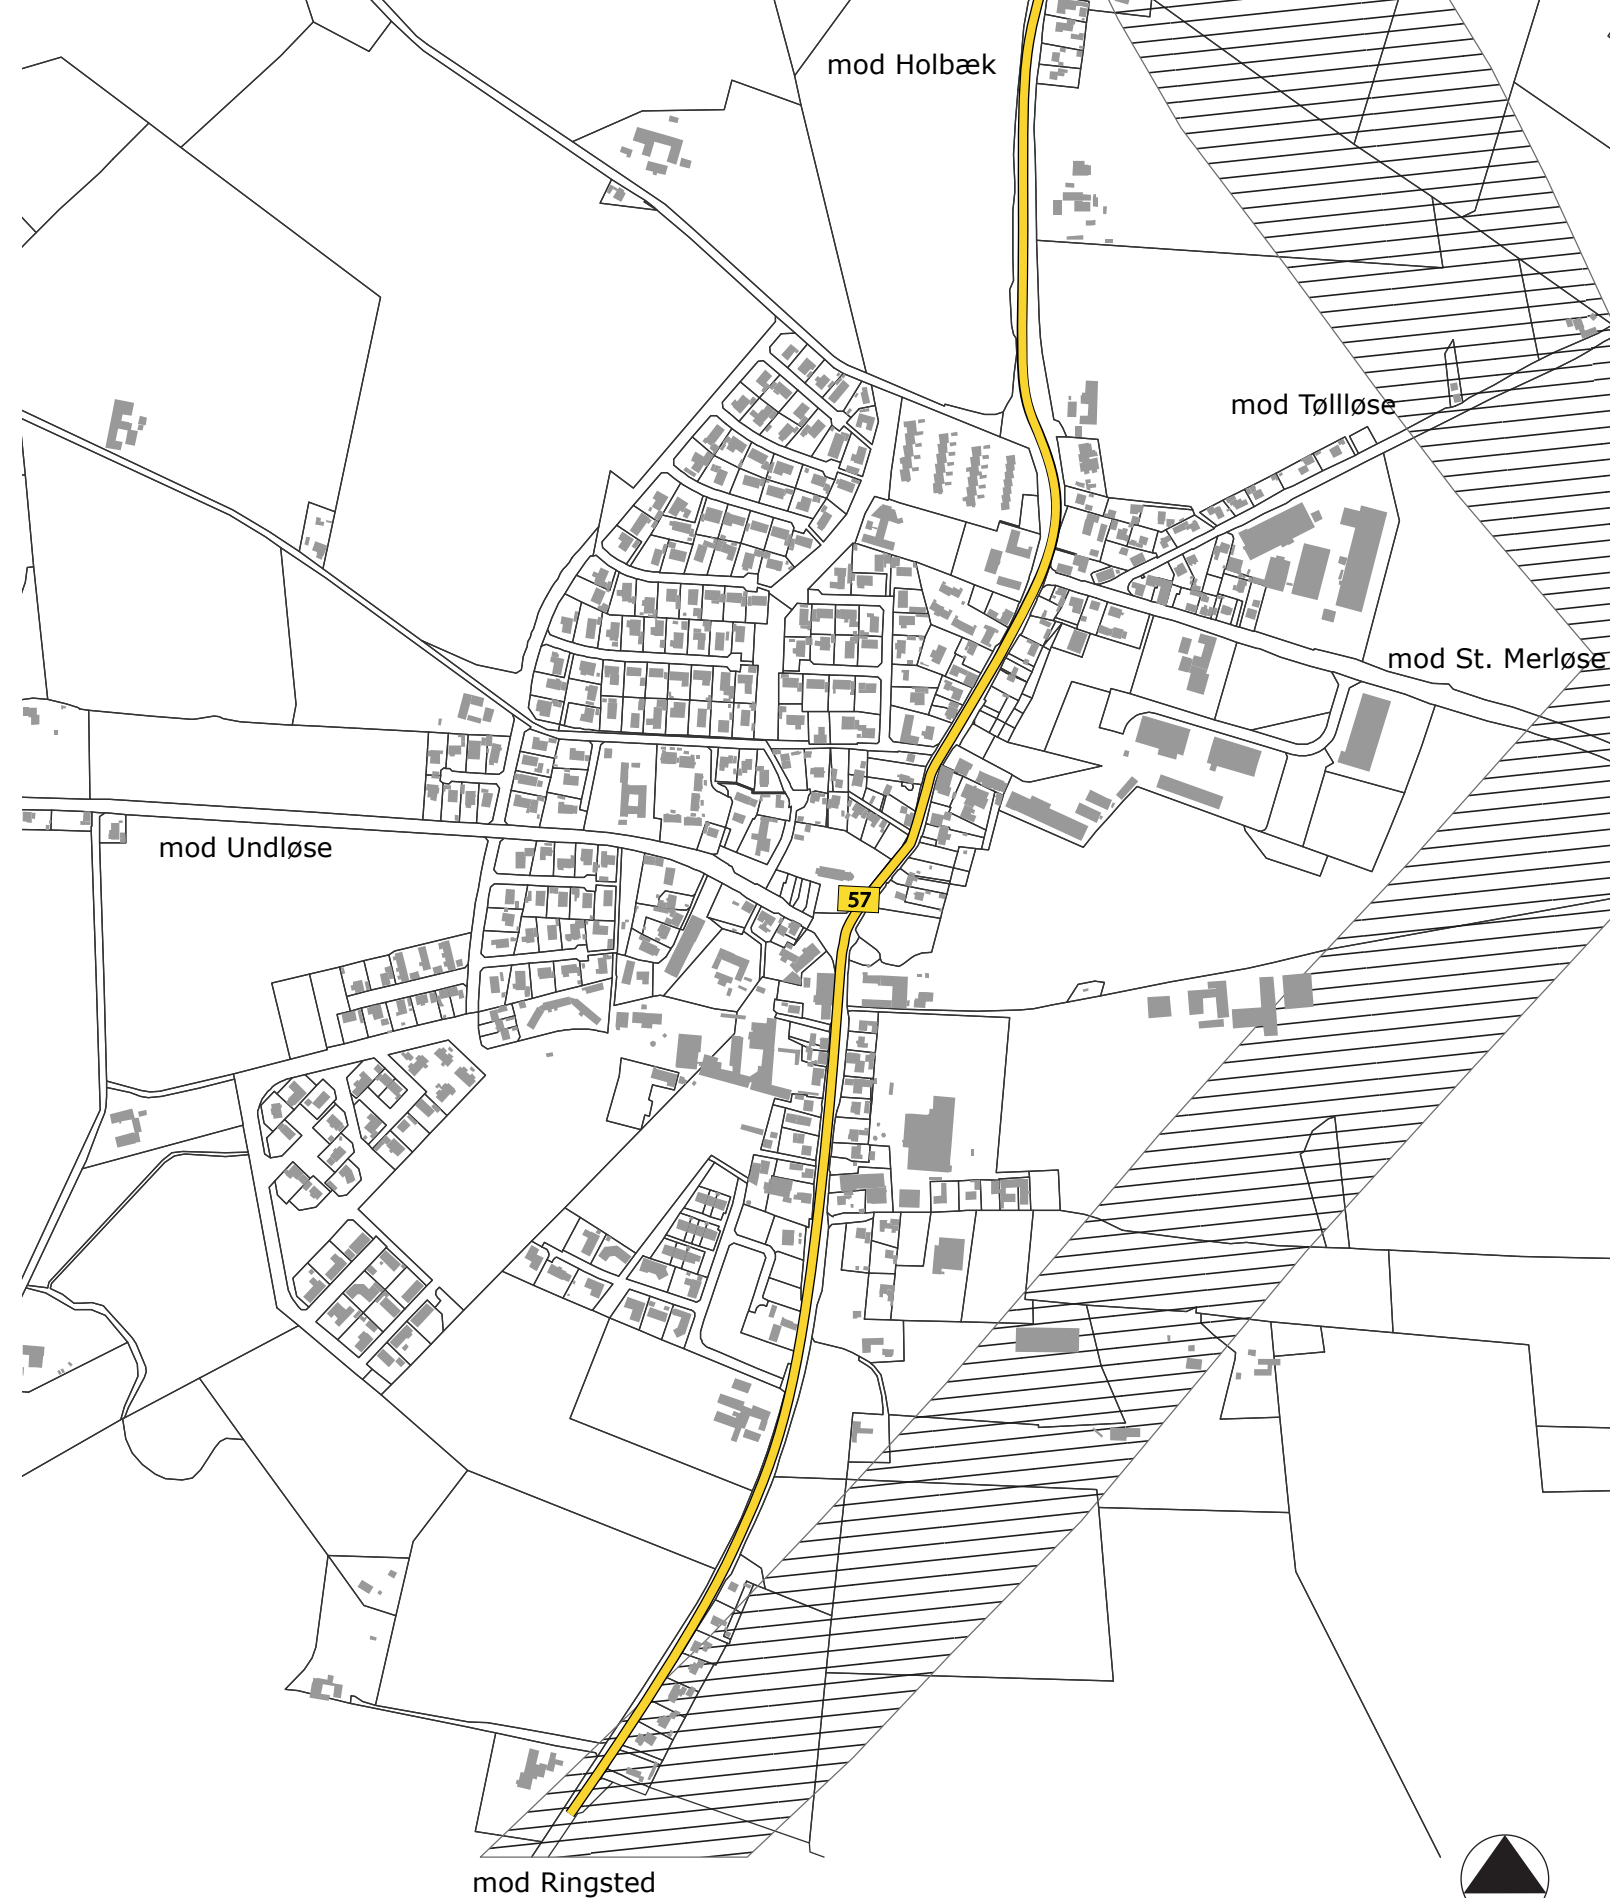 mod Holbæk
mod Tøllløse
mod St. Merløse
mod Undløse
57
mod Ringsted